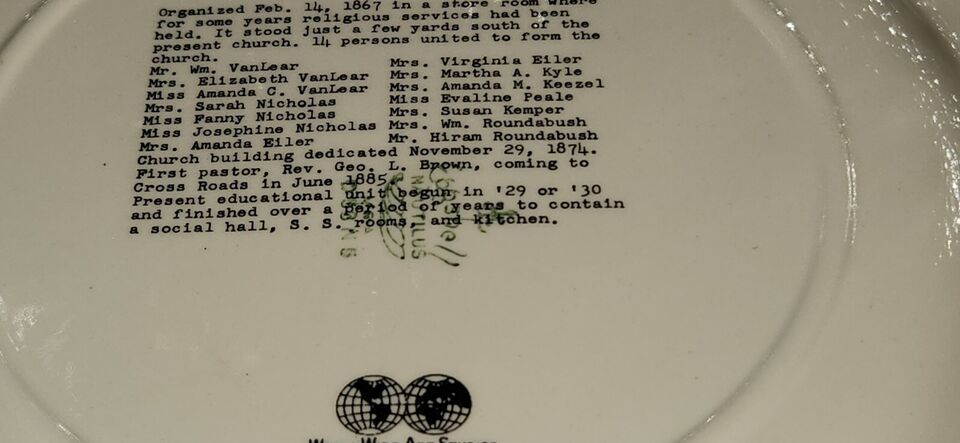 Organized Feb. 14, 1867 in a store room where
for some years religious services had been
held. It stood just a few yards south of the
present church. 14 persons united to form the
church.
Mr. Wm. VanLear
Mrs. Elizabeth VanLear
Miss Amanda C. VanLear
Mrs. Sarah Nicholas
Miss Fanny Nicholas
Miss Josephine Nicholas
Mrs. Amanda Eiler
Mrs. Virginia Eiler
Mrs. Martha A. Kyle
Mrs. Amanda M. Keezel
Miss Evaline Peale
Mrs. Susan Kemper
Mrs. Wm. Roundabush
Mr. Hiram Roundabush
Church building dedicated November 29, 1874.
First pastor, Rev. Geo. L. Brown, coming to
Cross Roads in June 1885.
Present educational unit begun in '29 or '30
and finished over a period of years to contain
a social hall, S. S. rooms, and kitchen.
NAUTILUS